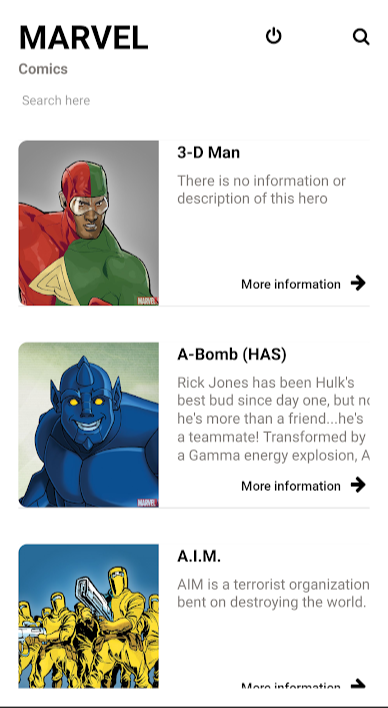 MARVEL
Comics
Search here
3-D Man
There is no information or
description of this hero
More information
MARVEL
A-Bomb (HAS)
Rick Jones has been Hulk's
best bud since day one, but
he's more than a friend...he's
a teammate! Transformed by
a Gamma energy explosion, A
More information
MARVEL
A.I.M.
AIM is a terrorist organization
bent on destroying the world.
More information